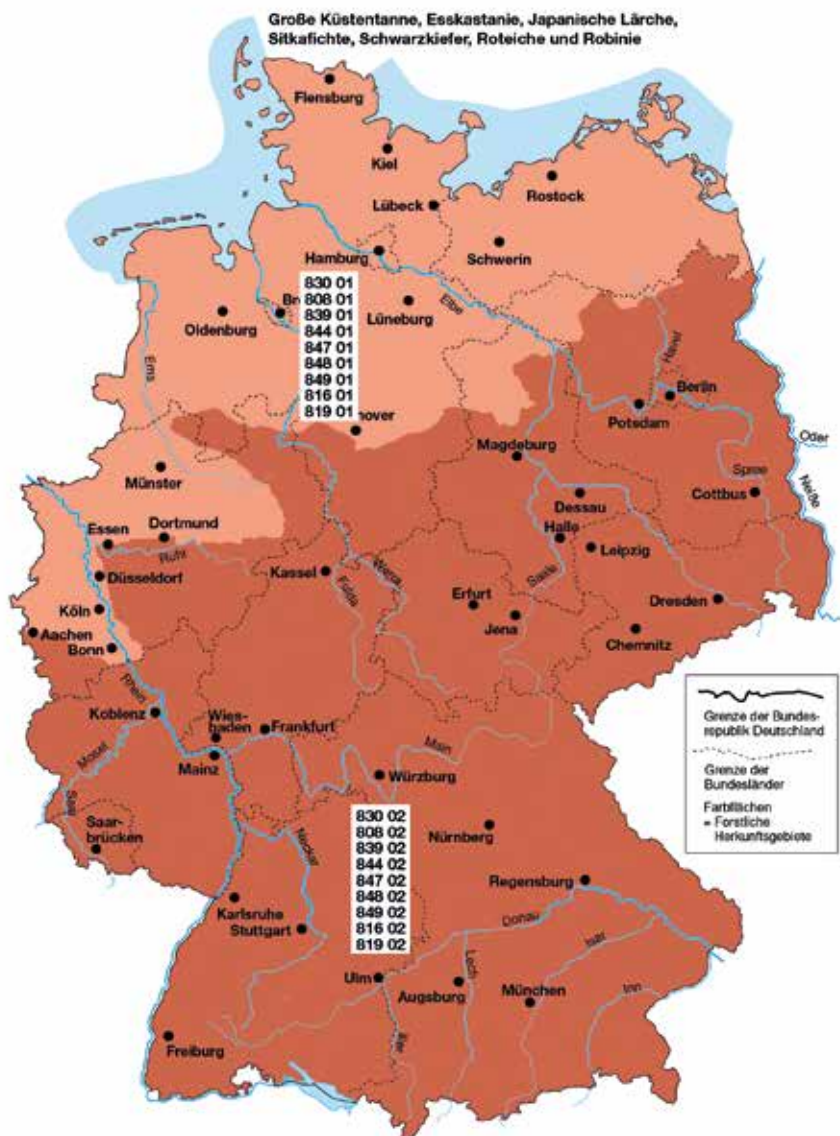 Große Küstentanne, Esskastanie, Japanische Lärche,
Sitkafichte, Schwarzkiefer, Roteiche und Robinie
Flensburg
Kiel
Rostock
Lübeck
Hamburg
Schwerin
830 01
808 01
839 01
844 01
847 01
848 01
849 01
816 01
819 01
Br
Oldenburg
Lüneburg
Elbe
Ems
nover
Havel
Berlin
Potsdam
Magdeburg
Oder
Münster
Spree
Cottbus
Neiße
Dessau
Essen
Dortmund
Halle
Leipzig
Ruhr
Düsseldorf
Kassel
Werra
Fulda
Saale
Erfurt
Dresden
Köln
Jena
Chemnitz
Aachen
Bonn
Rhein
Koblenz
Wies-
baden
Frankfurt
Main
Mosel
Mainz
Würzburg
Saar
Saar-
brücken
Neckar
Nürnberg
830 02
808 02
839 02
844 02
847 02
848 02
849 02
816 02
819 02
Regensburg
Karlsruhe
Stuttgart
Donau
Isar
Ulm
Lech
Augsburg
München
Inn
Iller
Freiburg
Grenze der Bundes-
republik Deutschland
Grenze der
Bundesländer
Farbflächen
= Forstliche
Herkunftsgebiete